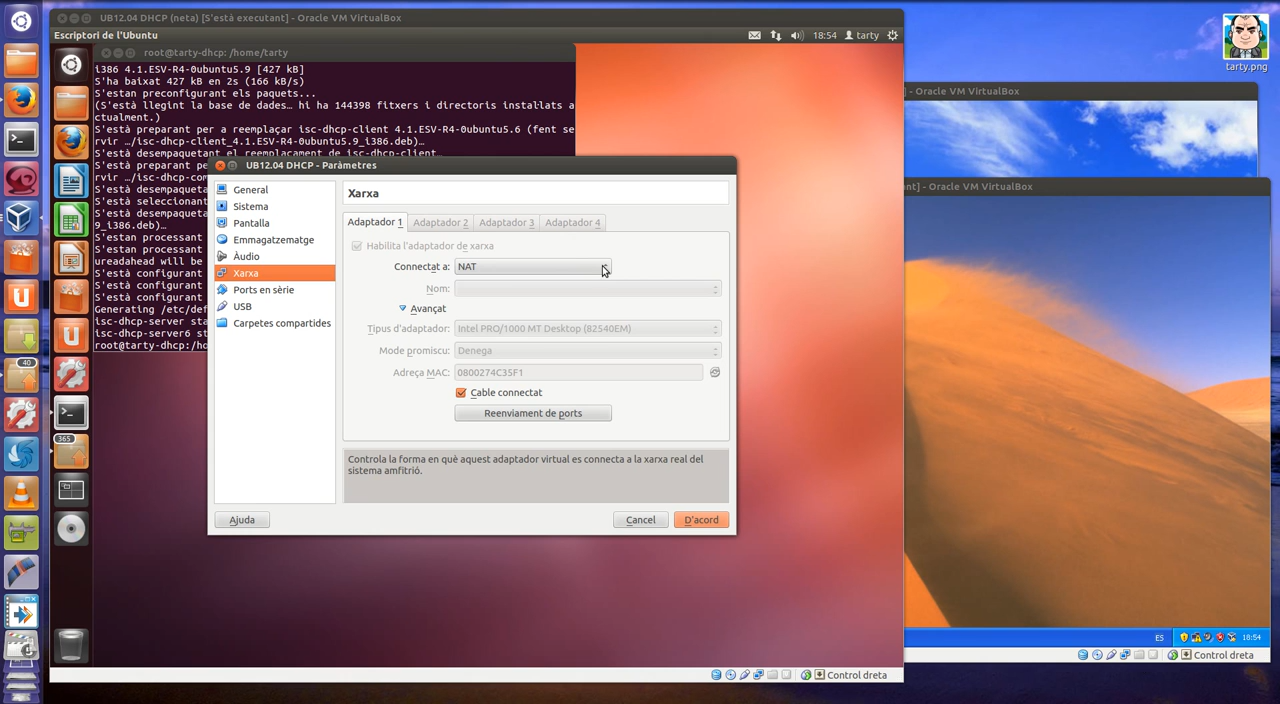 UB12.04 DHCP (neta) [S'està executant] - Oracle VM VirtualBox
Escriptori de l'Ubuntu
18:54
tarty
root@tarty-dhcp: /home/tarty
i386 4.1.ESV-R4-0ubuntu5.9 [427 kB]
S'ha baixat 427 kB en 2s (166 kB/s)
S'estan preconfigurant els paquets...
(S'està llegint la base de dades… hi ha 144398 fitxers i directoris installats a
ctualment.)
S'està preparant per a reemplaçar isc-dhcp-client 4.1.ESV-R4-0ubuntu5.6 (fent se
rvir …/isc-dhcp-client_4.1.ESV-R4-0ubuntu5.9_i386.deb)…
S'està desempaquetant el reemplaçament de isc-dhcp-client…
S'està preparant pe
rvir …/isc-dhcp-com
S'està desempaqueta
S'està seleccionant
S'està desempaqueta
9_i386.deb)…
S'estan processant
S'estan processant
ureadahead will be
S'està configurant
S'està configurant
S'està configurant
Generating /etc/def
isc-dhcp-server sta
isc-dhcp-server6 st
root@tarty-dhcp:/ho
UB12.04 DHCP - Paràmetres
General
Sistema
Pantalla
Emmagatzematge
Àudio
Xarxa
Ports en sèrie
USB
Carpetes compartides
Xarxa
Adaptador 1
Adaptador 2
Adaptador 3
Adaptador 4
Habilita l'adaptador de xarxa
Connectat a: NAT
Nom:
Avançat
Tipus d'adaptador: Intel PRO/1000 MT Desktop (82540EM)
Mode promiscu: Denega
Adreça MAC: 0800274C35F1
Cable connectat
Reenviament de ports
Controla la forma en què aquest adaptador virtual es connecta a la xarxa real del
sistema amfitrió.
Ajuda
Cancel
D'acord
40
365
Control dreta
tarty.png
] - Oracle VM VirtualBox
ant] - Oracle VM VirtualBox
ES
18:54
Control dreta